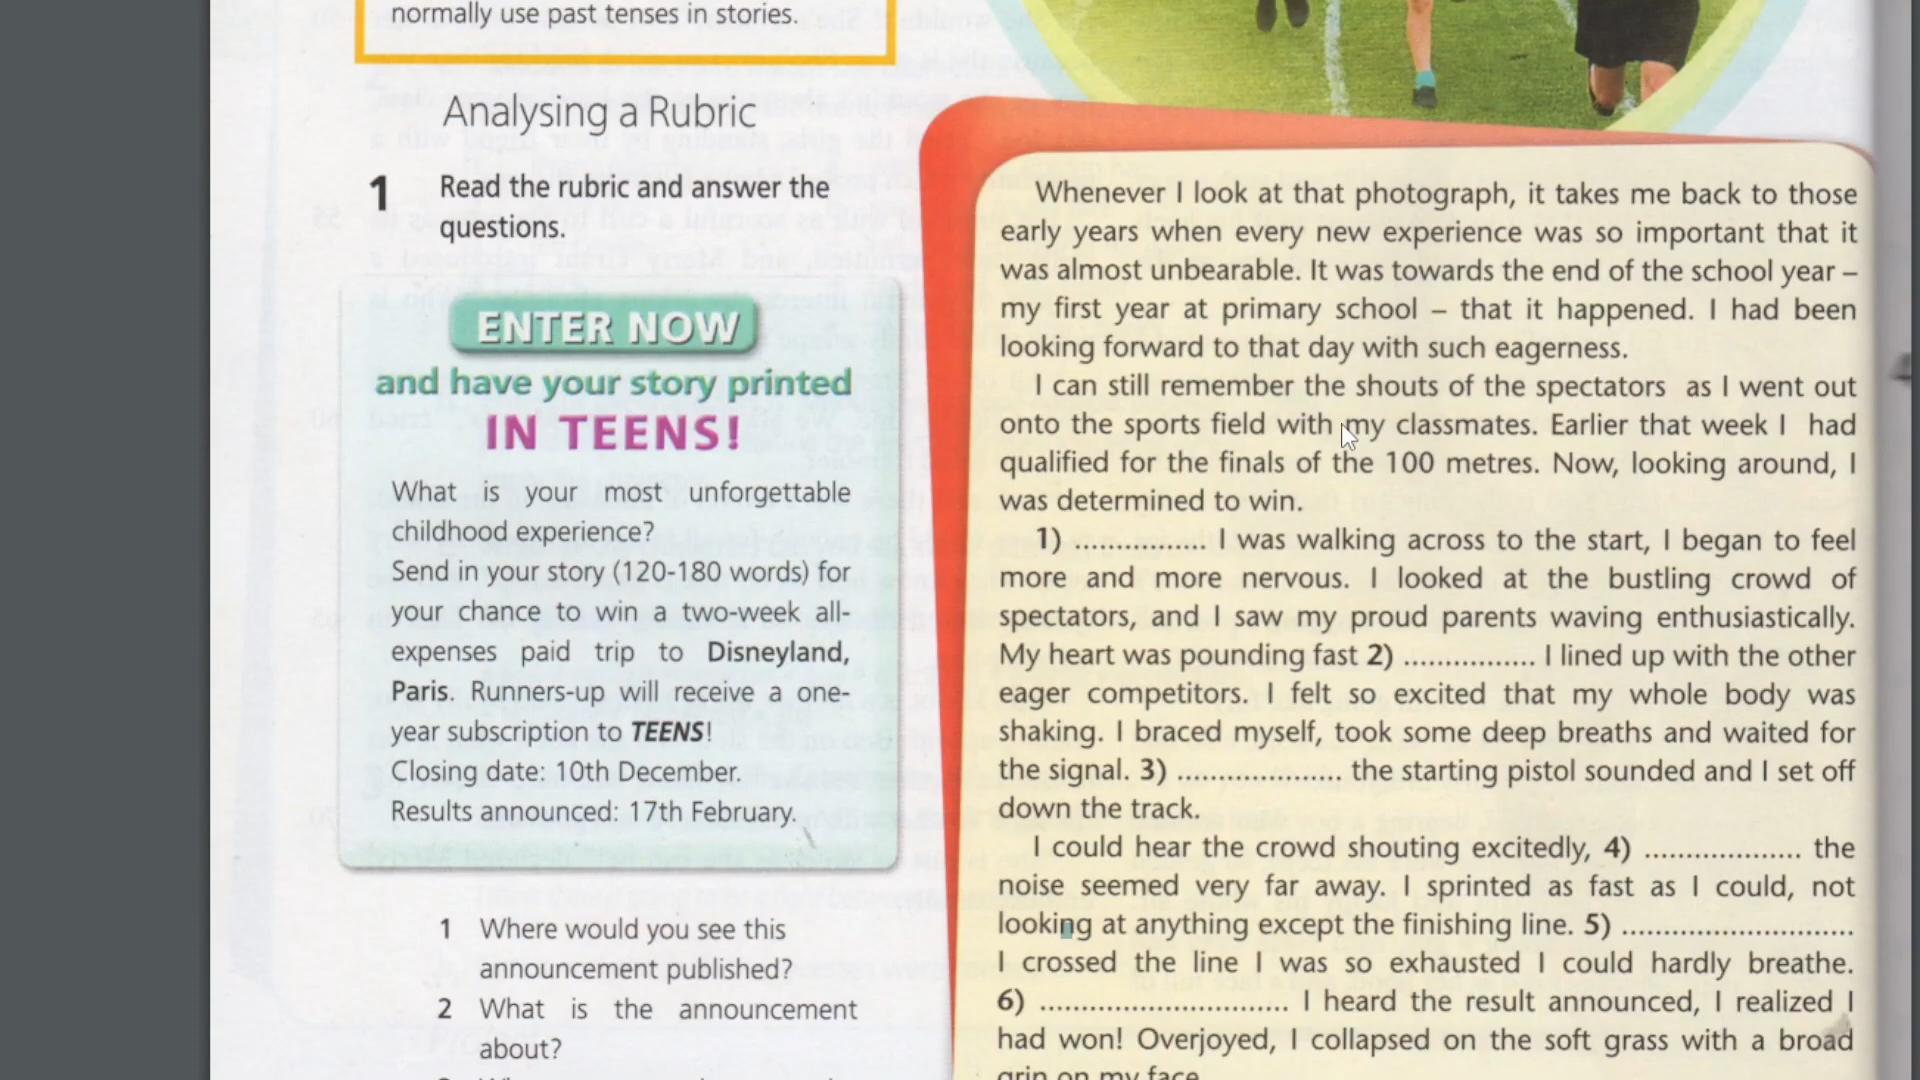 normally use past tenses in stories.
Analysing a Rubric
1 Read the rubric and answer the
questions.
ENTER NOW
and have your story printed
IN TEENS!
What is your most unforgettable
childhood experience?
Send in your story (120-180 words) for
your chance to win a two-week all-
expenses paid trip to Disneyland,
Paris. Runners-up will receive a one-
year subscription to TEENS!
Closing date: 10th December.
Results announced: 17th February.
1 Where would you see this
announcement published?
2 What is the announcement
about?
Whenever I look at that photograph, it takes me back to those
early years when every new experience was so important that it
was almost unbearable. It was towards the end of the school year –
my first year at primary school – that it happened. I had been
looking forward to that day with such eagerness.
I can still remember the shouts of the spectators as I went out
onto the sports field with my classmates. Earlier that week I had
qualified for the finals of the 100 metres. Now, looking around, I
was determined to win.
1) ................ I was walking across to the start, I began to feel
more and more nervous. I looked at the bustling crowd of
spectators, and I saw my proud parents waving enthusiastically.
My heart was pounding fast 2) ................ I lined up with the other
eager competitors. I felt so excited that my whole body was
shaking. I braced myself, took some deep breaths and waited for
the signal. 3) .................... the starting pistol sounded and I set off
down the track.
I could hear the crowd shouting excitedly, 4) ................... the
noise seemed very far away. I sprinted as fast as I could, not
looking at anything except the finishing line. 5) ............................
I crossed the line I was so exhausted I could hardly breathe.
6) .............................. I heard the result announced, I realized I
had won! Overjoyed, I collapsed on the soft grass with a broad
grin on my face.